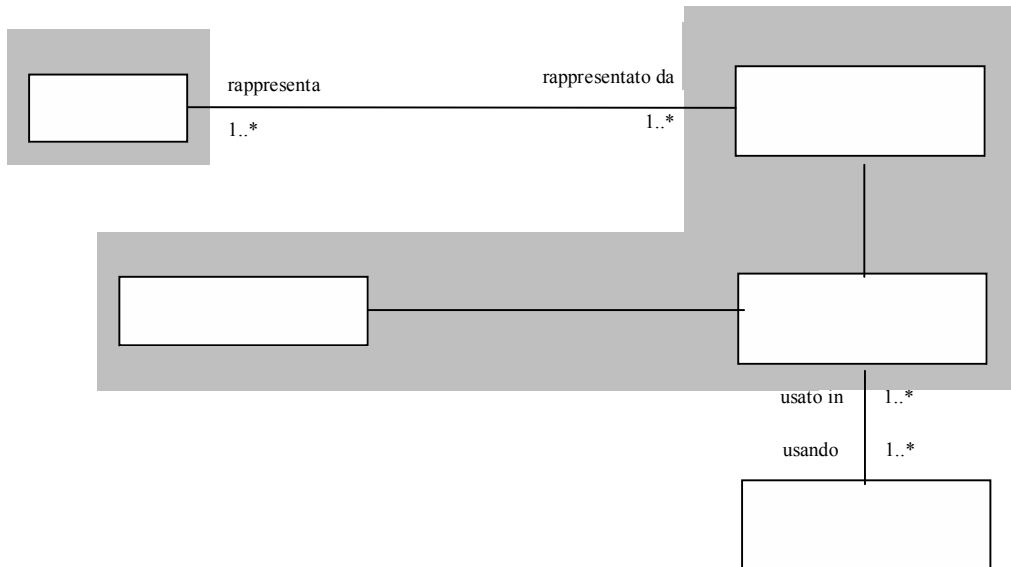 rappresenta
rappresentato da
1..*
1..*
usato in
1..*
usando
1..*